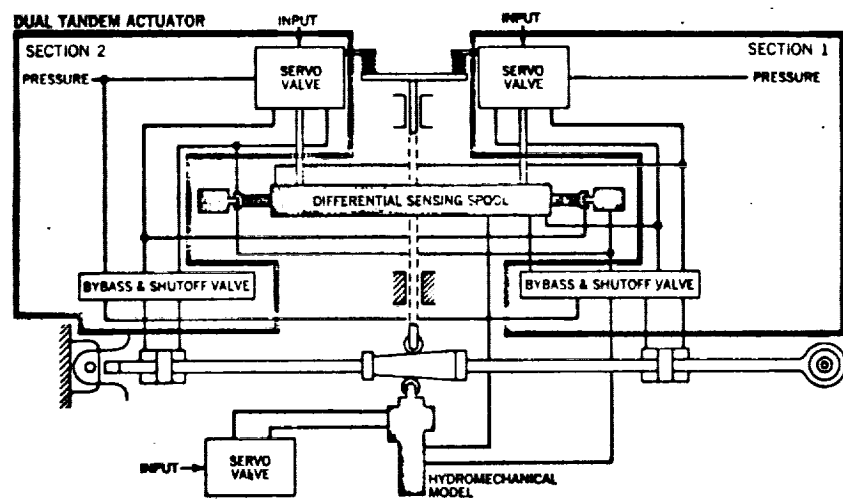 DUAL TANDEM ACTUATOR
INPUT
INPUT
SECTION 2
SECTION 1
SERVO
VALVE
SERVO
VALVE
PRESSURE
PRESSURE
DIFFERENTIAL SENSING SPOOL
BYBASS & SHUTOFF VALVE
BYBASS & SHUTOFF VALVE
INPUT
SERVO
VALVE
HYDROMECHANICAL
MODEL